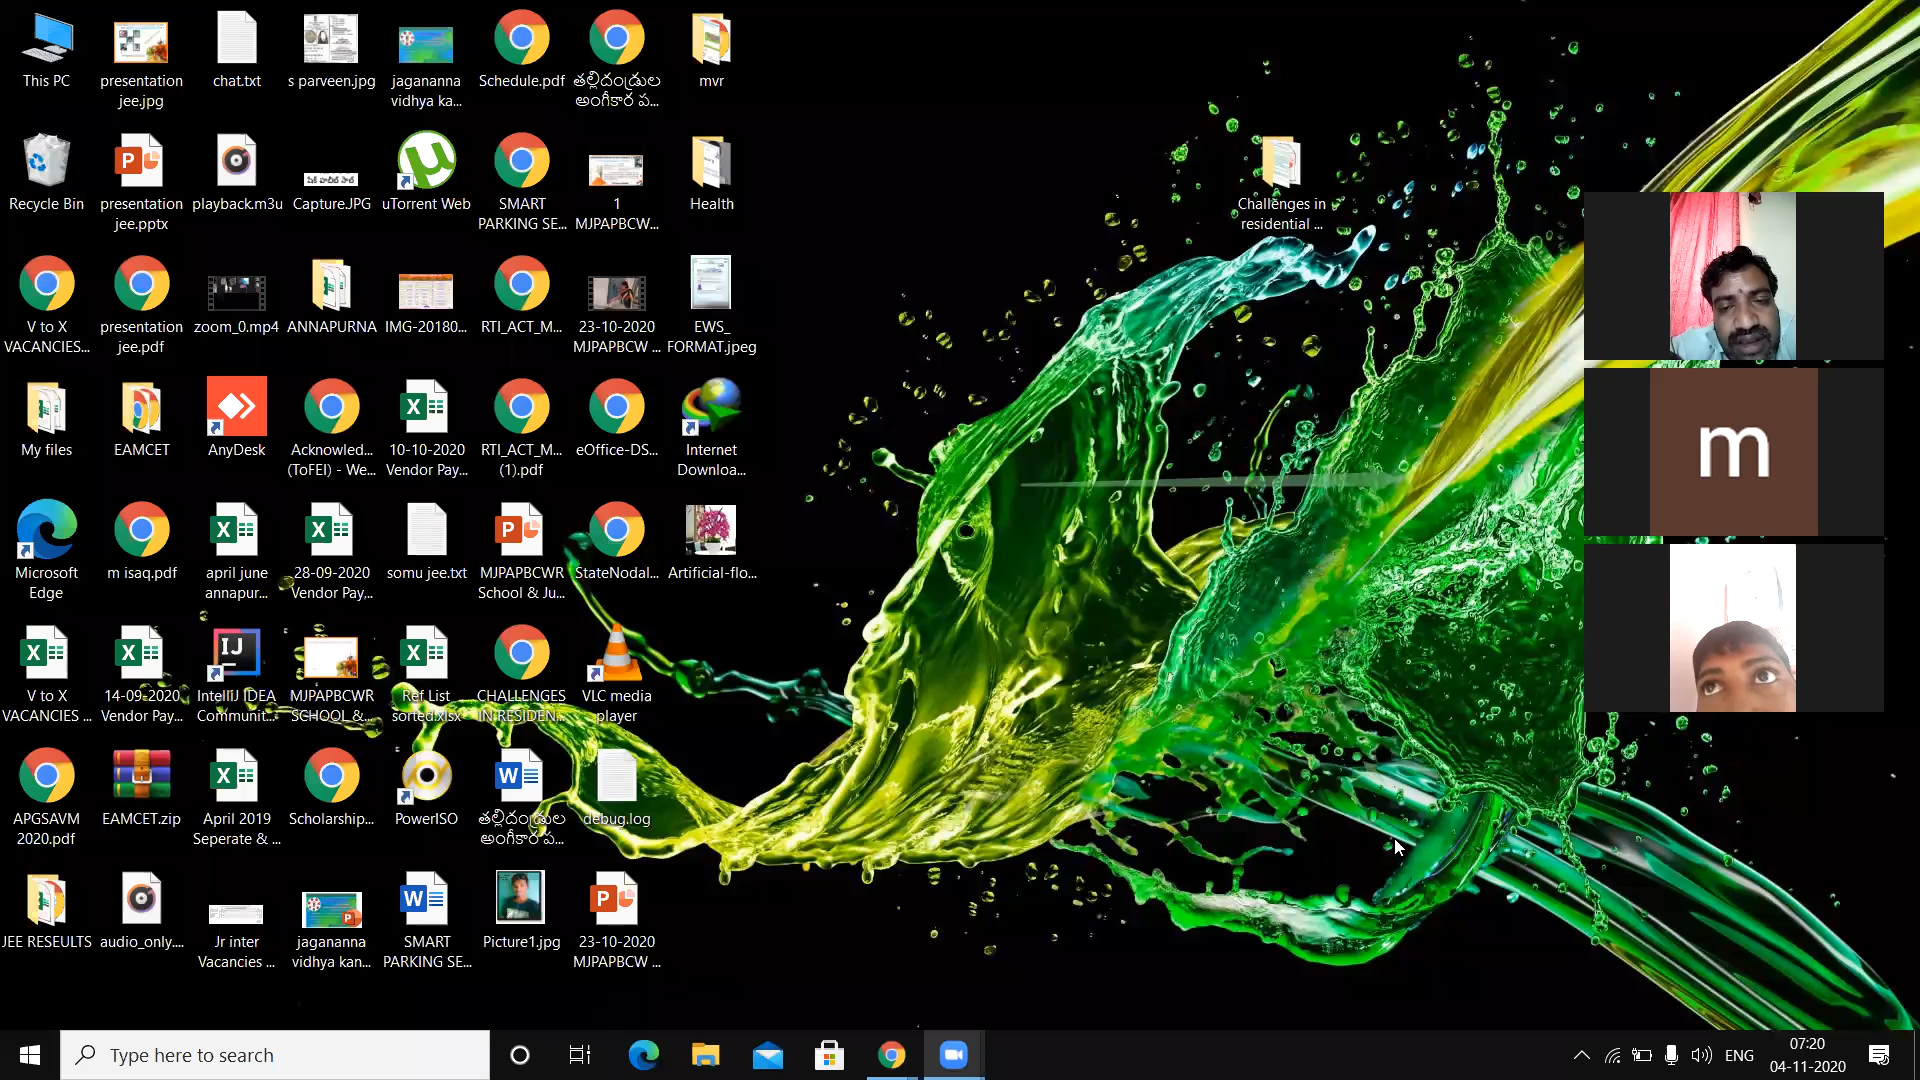 This PC
presentation
jee.jpg
chat.txt
s parveen.jpg
jagananna
vidhya ka...
Schedule.pdf
తల్లిదండ్రుల
అంగీకార ప...
mvr
Recycle Bin
presentation
jee.pptx
playback.m3u
షేక్ హబీబ్ సాబ్
Capture.JPG
uTorrent Web
SMART
PARKING SE...
1
MJPAPBCW...
Health
Challenges in
residential ...
V to X
VACANCIES...
presentation
jee.pdf
zoom_0.mp4
ANNAPURNA
IMG-20180...
RTI_ACT_M...
23-10-2020
MJPAPBCW ...
EWS_
FORMAT.jpeg
My files
EAMCET
AnyDesk
Acknowled...
(ToFEI) - We...
10-10-2020
Vendor Pay...
RTI_ACT_M...
(1).pdf
eOffice-DS...
Internet
Downloa...
m
Microsoft
Edge
m isaq.pdf
april june
annapur...
28-09-2020
Vendor Pay...
somu jee.txt
MJPAPBCWR
School & Ju...
StateNodal...
Artificial-flo...
V to X
VACANCIES ...
14-09-2020
Vendor Pay...
IntelliJ IDEA
Communit...
MJPAPBCWR
SCHOOL &...
Ref List
sorted.xlsx
CHALLENGES
IN RESIDEN...
VLC media
player
APGSAVM
2020.pdf
EAMCET.zip
April 2019
Seperate & ...
Scholarship...
PowerISO
తల్లిదండ్రుల
అంగీకార ప...
debug.log
JEE RESEULTS
audio_only....
Jr inter
Vacancies ...
jagananna
vidhya kan...
SMART
PARKING SE...
Picture1.jpg
23-10-2020
MJPAPBCW ...
Type here to search
ENG
07:20
04-11-2020